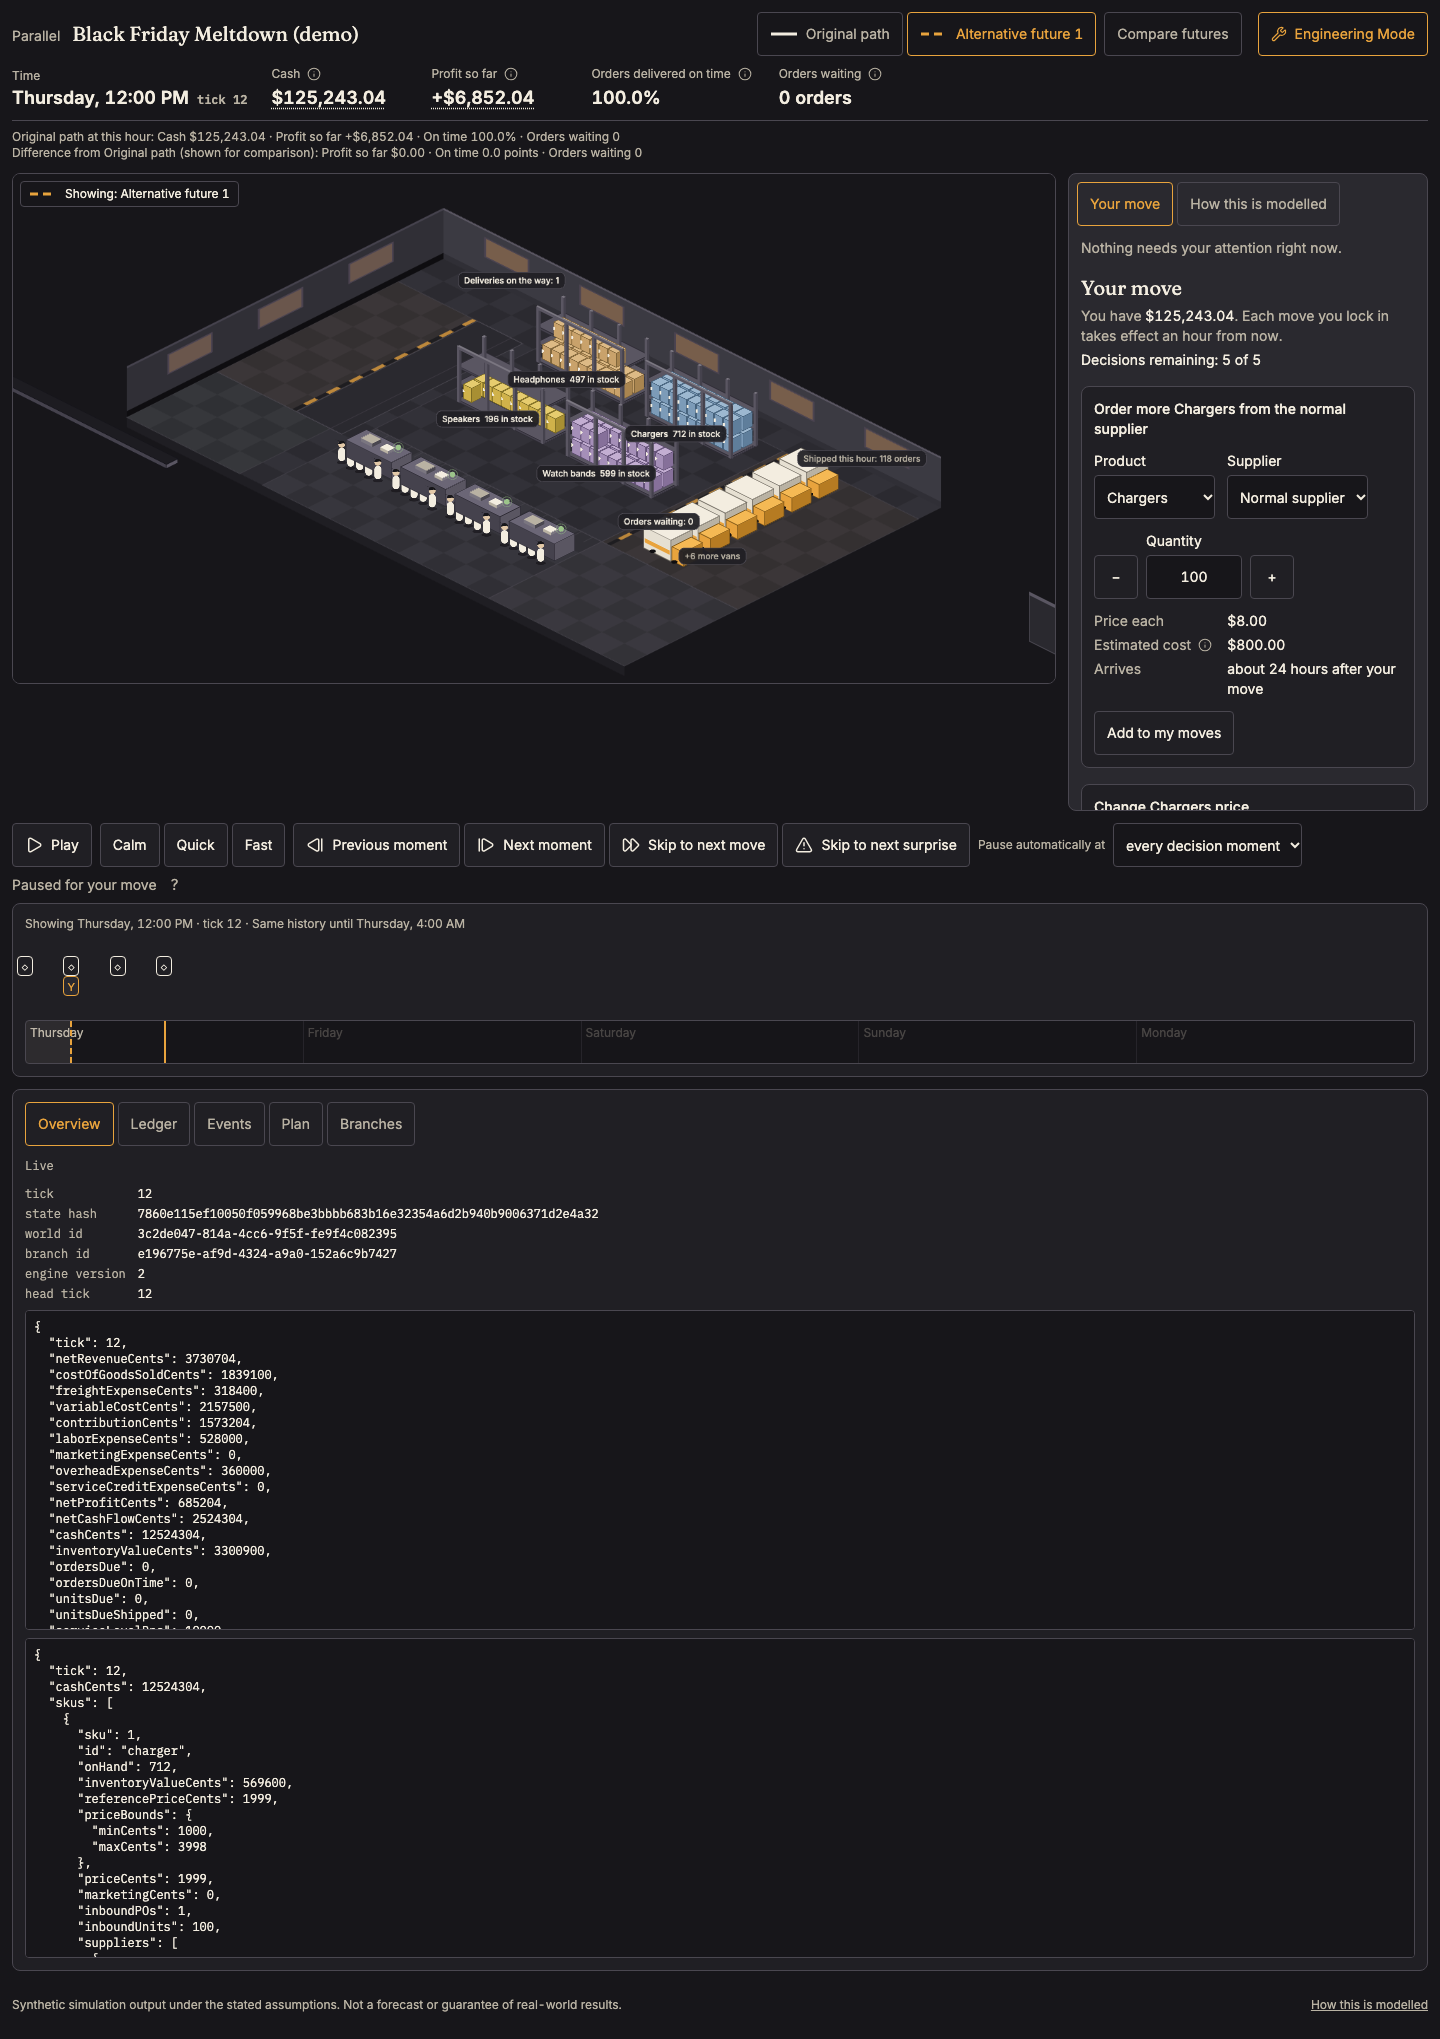 Parallel Black Friday Meltdown (demo)
Original path
Alternative future 1
Compare futures
Engineering Mode
Time
Thursday, 12:00 PM tick 12
Cash
$125,243.04
Profit so far
+$6,852.04
Orders delivered on time
100.0%
Orders waiting
0 orders
Original path at this hour: Cash $125,243.04 · Profit so far +$6,852.04 · On time 100.0% · Orders waiting 0
Difference from Original path (shown for comparison): Profit so far $0.00 · On time 0.0 points · Orders waiting 0
Showing: Alternative future 1
Deliveries on the way: 1
Headphones 497 in stock
Speakers 196 in stock
Chargers 712 in stock
Shipped this hour: 118 orders
Watch bands 599 in stock
Orders waiting: 0
+6 more vans
Your move
How this is modelled
Nothing needs your attention right now.
Your move
You have $125,243.04. Each move you lock in
takes effect an hour from now.
Decisions remaining: 5 of 5
Order more Chargers from the normal
supplier
Product
Supplier
Chargers
Normal supplier
Quantity
−
100
+
Price each
$8.00
Estimated cost
$800.00
Arrives
about 24 hours after your
move
Add to my moves
Change Chargers price
Play
Calm
Quick
Fast
Previous moment
Next moment
Skip to next move
Skip to next surprise
Pause automatically at
every decision moment
Paused for your move ?
Showing Thursday, 12:00 PM · tick 12 · Same history until Thursday, 4:00 AM
Y
Thursday
Friday
Saturday
Sunday
Monday
Overview
Ledger
Events
Plan
Branches
Live
tick 12
state hash 7860e115ef10050f059968be3bbbb683b16e32354a6d2b940b9006371d2e4a32
world id 3c2de047-814a-4cc6-9f5f-fe9f4c082395
branch id e196775e-af9d-4324-a9a0-152a6c9b7427
engine version 2
head tick 12
{
"tick": 12,
"netRevenueCents": 3730704,
"costOfGoodsSoldCents": 1839100,
"freightExpenseCents": 318400,
"variableCostCents": 2157500,
"contributionCents": 1573204,
"laborExpenseCents": 528000,
"marketingExpenseCents": 0,
"overheadExpenseCents": 360000,
"serviceCreditExpenseCents": 0,
"netProfitCents": 685204,
"netCashFlowCents": 2524304,
"cashCents": 12524304,
"inventoryValueCents": 3300900,
"ordersDue": 0,
"ordersDueOnTime": 0,
"unitsDue": 0,
"unitsDueShipped": 0,
{
"tick": 12,
"cashCents": 12524304,
"skus": [
{
"sku": 1,
"id": "charger",
"onHand": 712,
"inventoryValueCents": 569600,
"referencePriceCents": 1999,
"priceBounds": {
"minCents": 1000,
"maxCents": 3998
},
"priceCents": 1999,
"marketingCents": 0,
"inboundPOs": 1,
"inboundUnits": 100,
"suppliers": [
Synthetic simulation output under the stated assumptions. Not a forecast or guarantee of real-world results.
How this is modelled